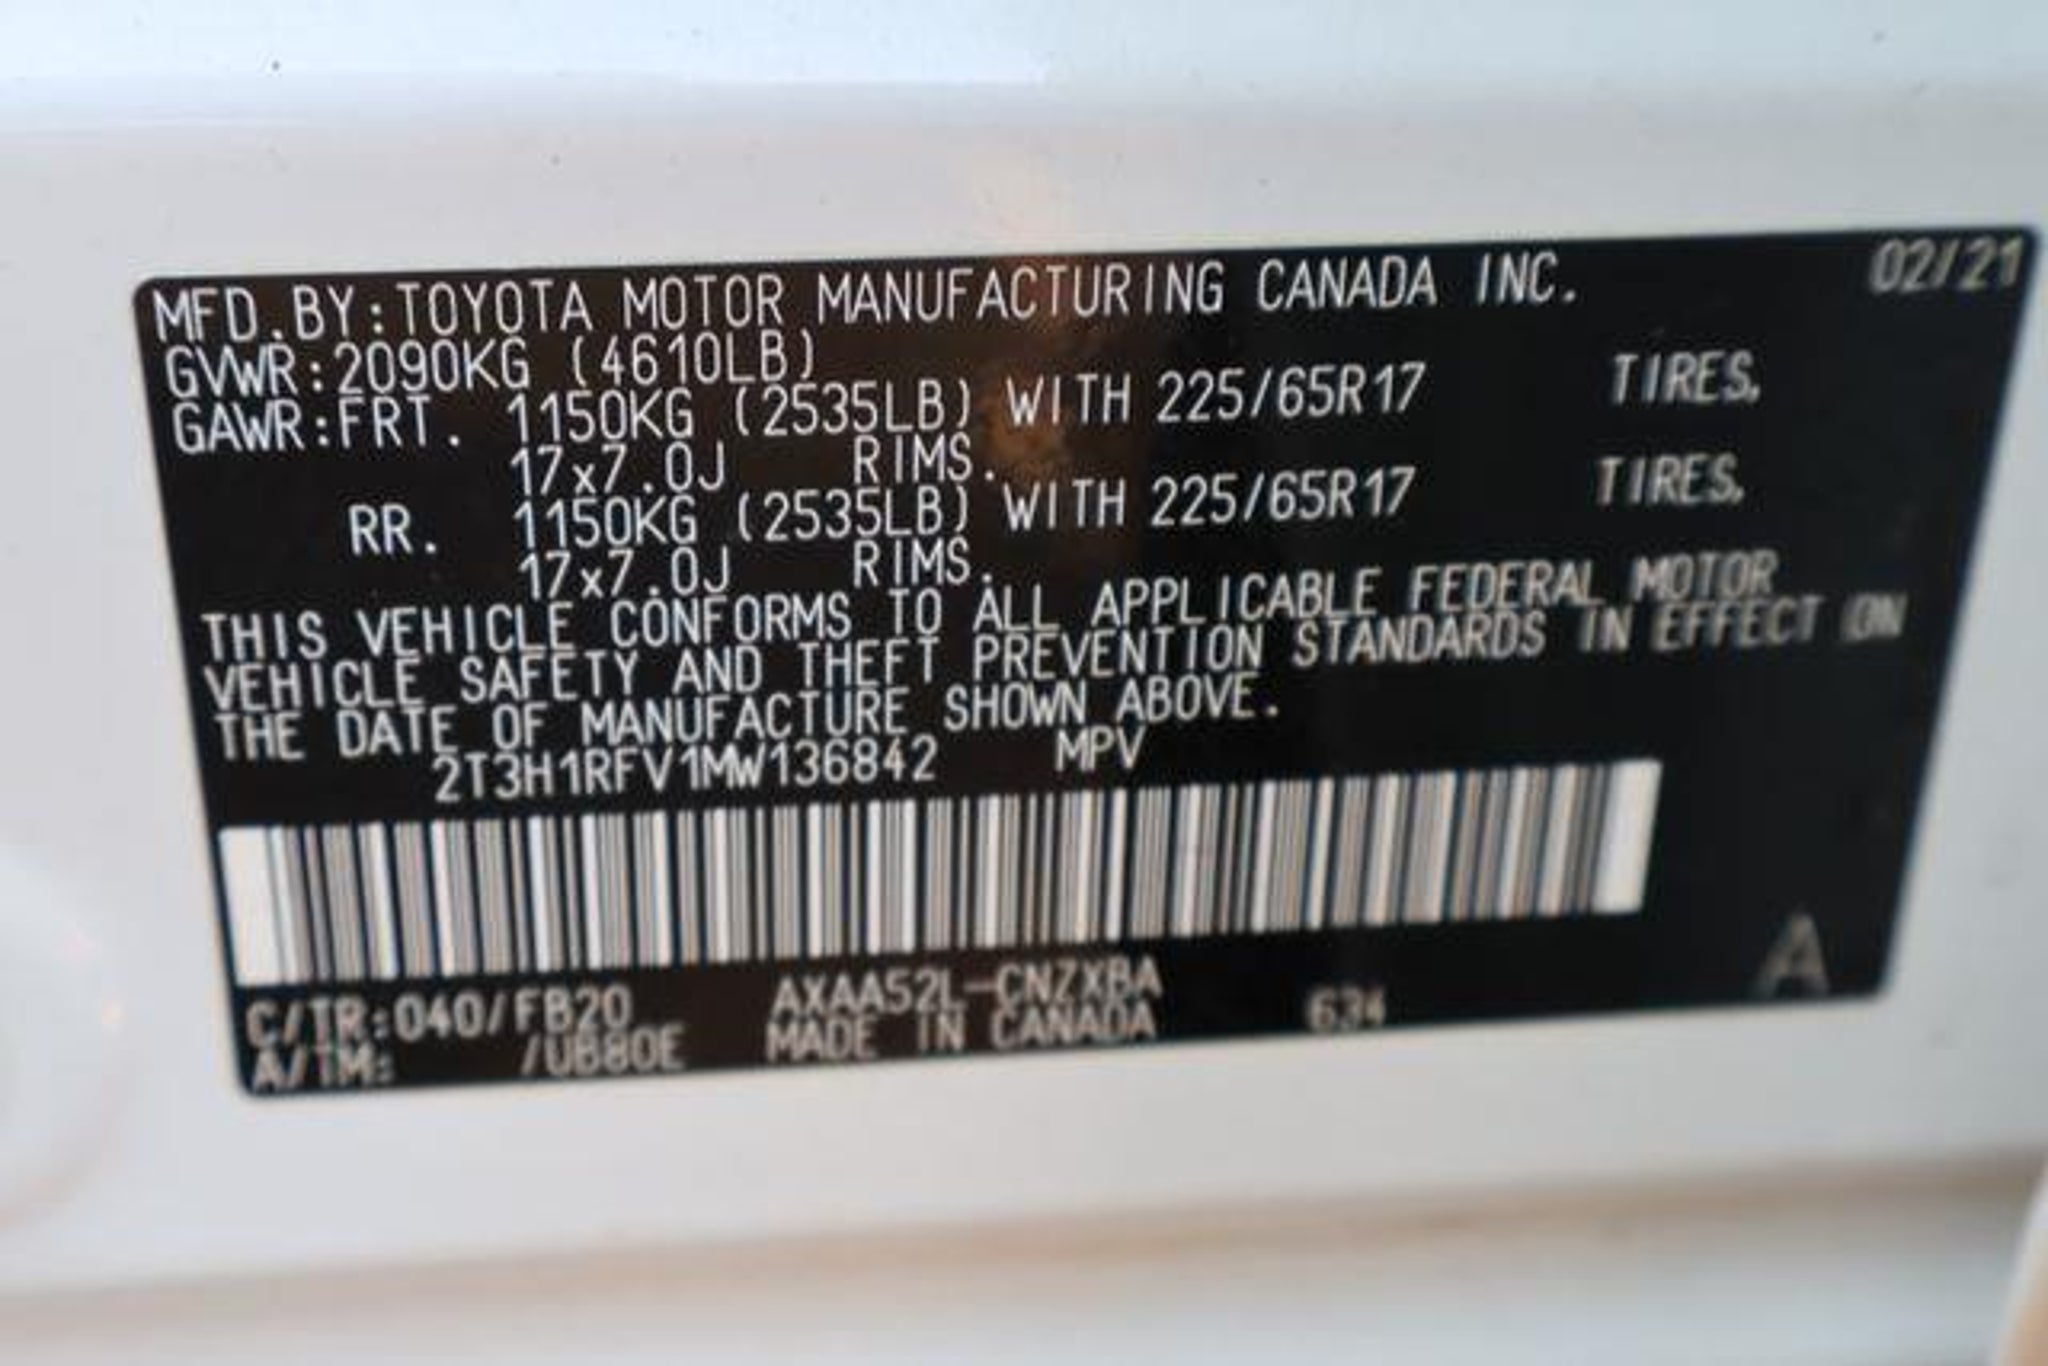 MFD.BY:TOYOTA MOTOR MANUFACTURING CANADA INC. 02/21
GVWR:2090KG (4610LB)
GAWR:FRT. 1150KG (2535LB) WITH 225/65R17 TIRES,
17x7.0J RIMS.
RR. 1150KG (2535LB) WITH 225/65R17 TIRES,
17x7.0J RIMS.
THIS VEHICLE CONFORMS TO ALL APPLICABLE FEDERAL MOTOR
VEHICLE SAFETY AND THEFT PREVENTION STANDARDS IN EFFECT ON
THE DATE OF MANUFACTURE SHOWN ABOVE.
2T3H1RFV1MW136842 MPV
A
C/TR:040/FB20 AXAA52L-CNZXBA 634
A/TM: /UB80E MADE IN CANADA